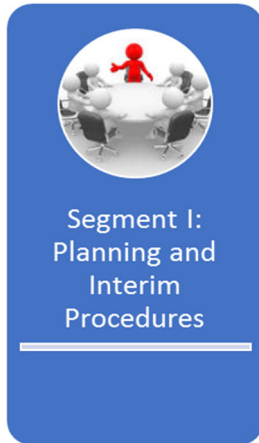 Segment I:
Planning and
Interim
Procedures